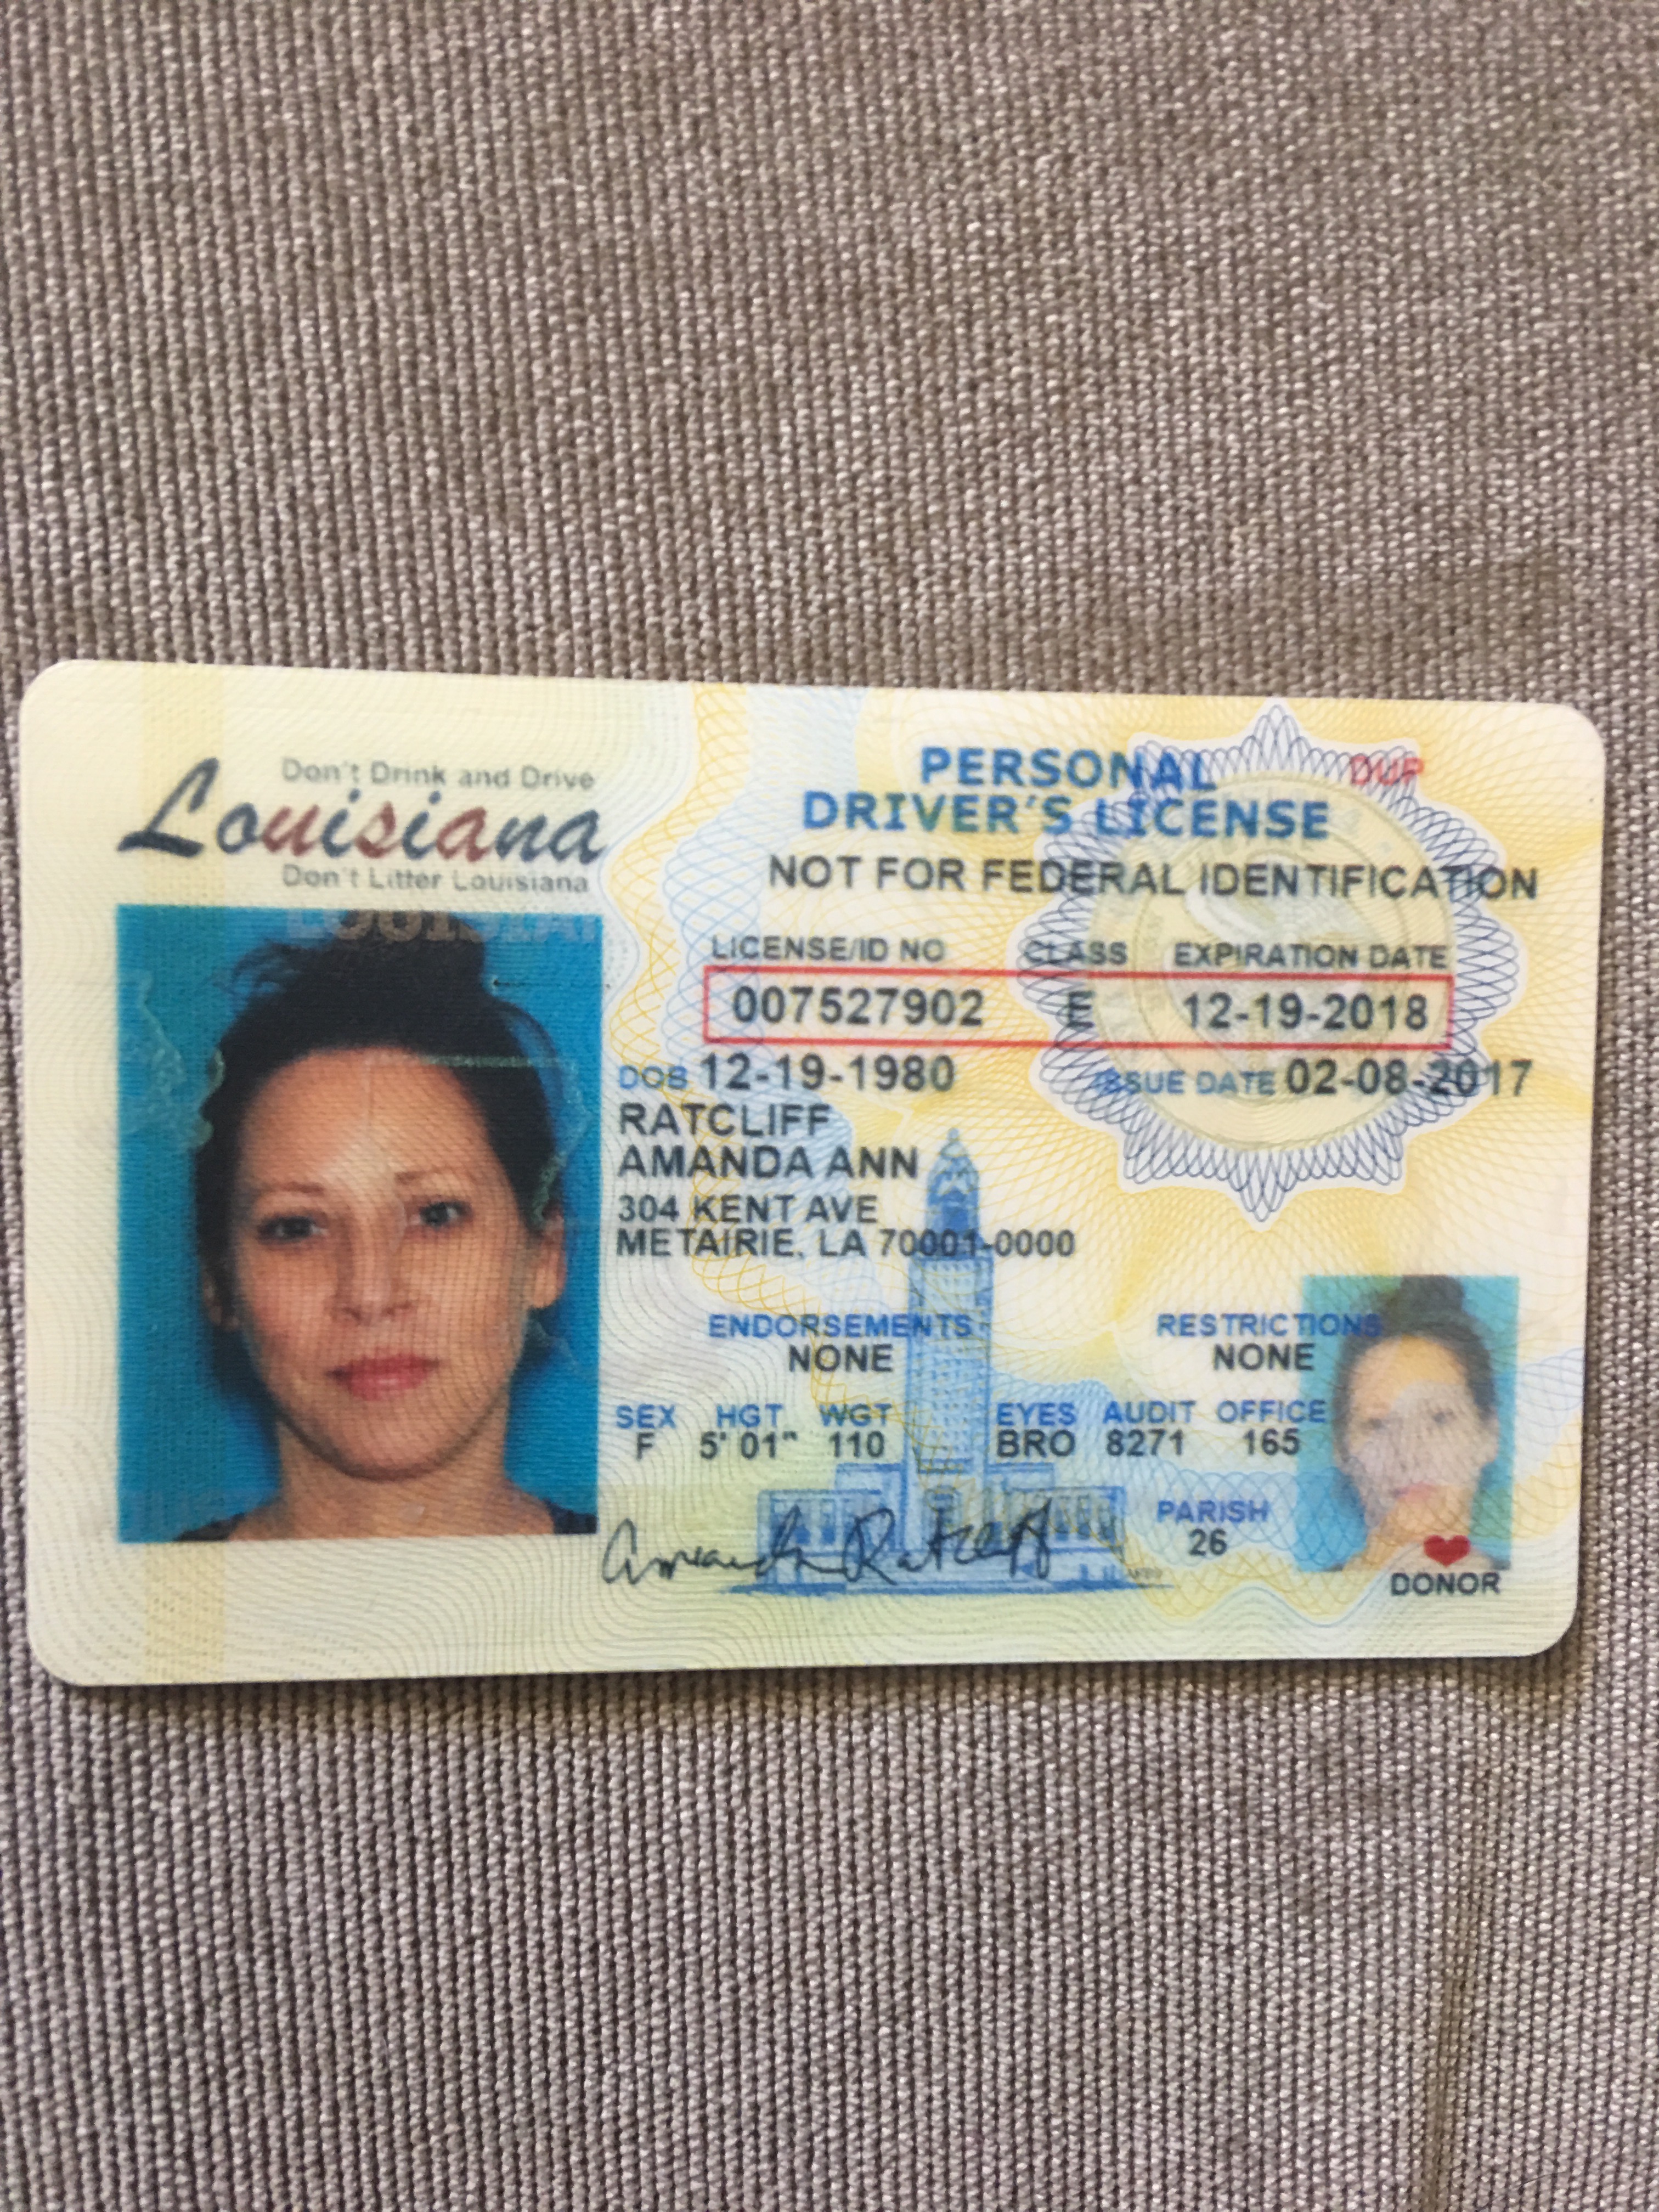 Don't Drink and Drive
Louisiana
Don't Litter Louisiana
PERSONAL DUP
DRIVER'S LICENSE
NOT FOR FEDERAL IDENTIFICATION
LICENSE/ID NO CLASS EXPIRATION DATE
007527902 E 12-19-2018
DOB 12-19-1980 ISSUE DATE 02-08-2017
RATCLIFF
AMANDA ANN
304 KENT AVE
METAIRIE, LA 70001-0000
ENDORSEMENTS RESTRICTIONS
NONE NONE
SEX HGT WGT EYES AUDIT OFFICE
F 5' 01" 110 BRO 8271 165
PARISH
26
Amanda Ratcliff
DONOR